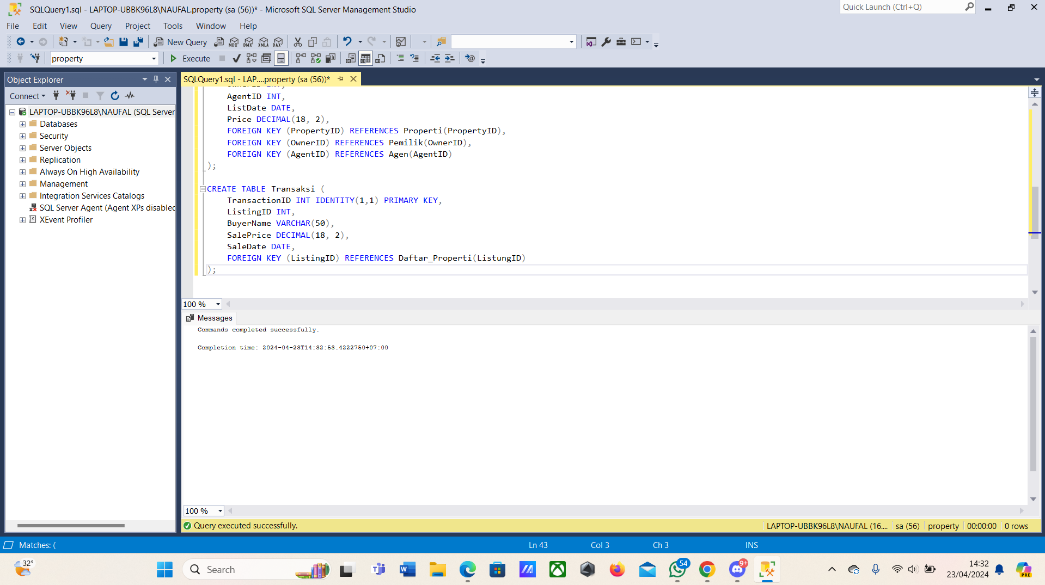 SQLQuery1.sql - LAPTOP-UBBK96L8\NAUFAL.property (sa (56))* - Microsoft SQL Server Management Studio
Quick Launch (Ctrl+Q)
File Edit View Query Project Tools Window Help
New Query
property
Execute
Object Explorer
SQLQuery1.sql - LAP....property (sa (56))*
Connect
LAPTOP-UBBK96L8\NAUFAL (SQL Server
Databases
Security
Server Objects
Replication
Always On High Availability
Management
Integration Services Catalogs
SQL Server Agent (Agent XPs disabled
XEvent Profiler
AgentID INT,
ListDate DATE,
Price DECIMAL(18, 2),
FOREIGN KEY (PropertyID) REFERENCES Properti(PropertyID),
FOREIGN KEY (OwnerID) REFERENCES Pemilik(OwnerID),
FOREIGN KEY (AgentID) REFERENCES Agen(AgentID)
);
CREATE TABLE Transaksi (
TransactionID INT IDENTITY(1,1) PRIMARY KEY,
ListingID INT,
BuyerName VARCHAR(50),
SalePrice DECIMAL(18, 2),
SaleDate DATE,
FOREIGN KEY (ListingID) REFERENCES Daftar_Properti(ListungID)
);
100 %
Messages
Commands completed successfully.
Completion time:
100 %
Query executed successfully.
LAPTOP-UBBK96L8\NAUFAL (16.... sa (56) property 00:00:00 0 rows
Matches: (
Ln 43 Col 3 Ch 3 INS
32°
Search
54
14:32
23/04/2024